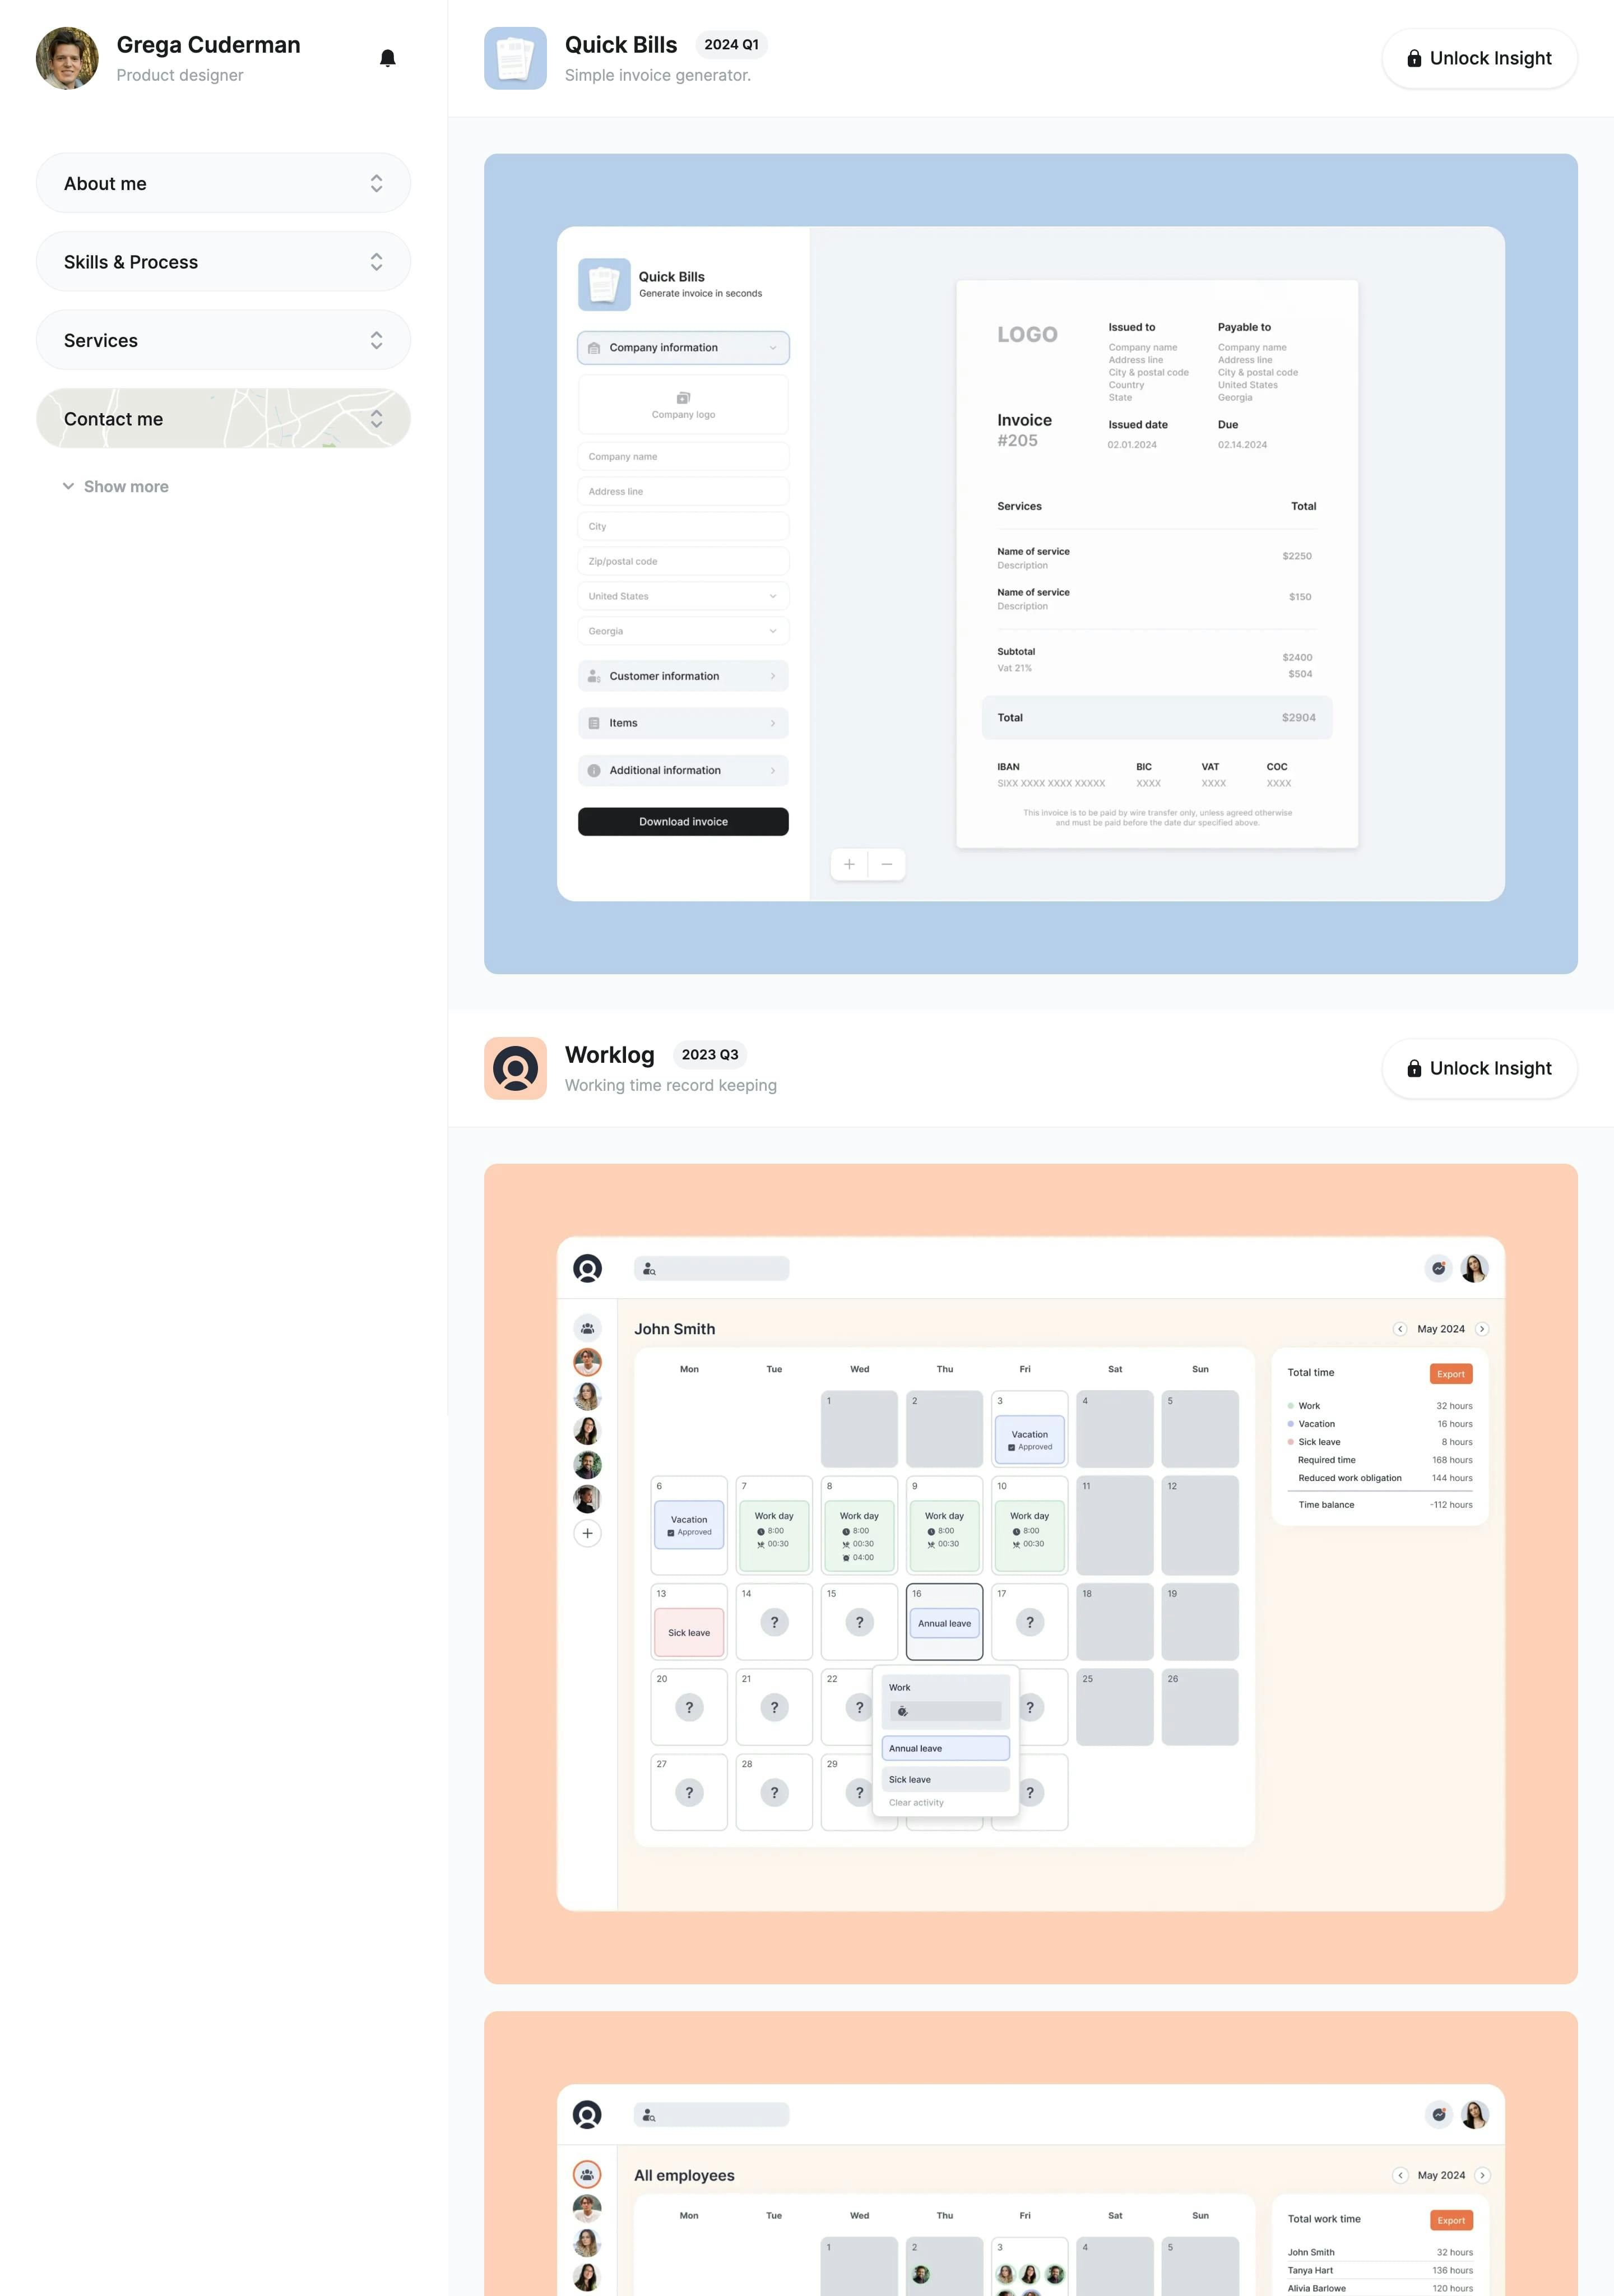 Grega Cuderman
Product designer
About me
Skills & Process
Services
Contact me
Show more
Quick Bills 2024 Q1
Simple invoice generator.
Unlock Insight
Quick Bills
Generate invoice in seconds
Company information
Company logo
Company name
Address line
City
Zip/postal code
United States
Georgia
Customer information
Items
Additional information
Download invoice
LOGO
Issued to
Company name
Address line
City & postal code
Country
State
Payable to
Company name
Address line
City & postal code
United States
Georgia
Invoice
#205
Issued date
02.01.2024
Due
02.14.2024
Services Total
Name of service $2250
Description
Name of service $150
Description
Subtotal $2400
Vat 21% $504
Total $2904
IBAN BIC VAT COC
SIXX XXXX XXXX XXXXX XXXX XXXX XXXX
This invoice is to be paid by wire transfer only, unless agreed otherwise
and must be paid before the date dur specified above.
Worklog 2023 Q3
Working time record keeping
Unlock Insight
John Smith
May 2024
Mon Tue Wed Thu Fri Sat Sun
1 2 3 4 5
Vacation
Approved
6 7 8 9 10 11 12
Vacation
Approved
Work day
8:00
00:30
Work day
8:00
00:30
04:00
Work day
8:00
00:30
Work day
8:00
00:30
13 14 15 16 17 18 19
Sick leave ? ? Annual leave ?
20 21 22 25 26
? ? ? ?
27 28 29
? ? ? ?
Work
Annual leave
Sick leave
Clear activity
Total time Export
Work 32 hours
Vacation 16 hours
Sick leave 8 hours
Required time 168 hours
Reduced work obligation 144 hours
Time balance -112 hours
All employees
May 2024
Mon Tue Wed Thu Fri Sat Sun
1 2 3 4 5
Total work time Export
John Smith 32 hours
Tanya Hart 136 hours
Alivia Barlowe 120 hours